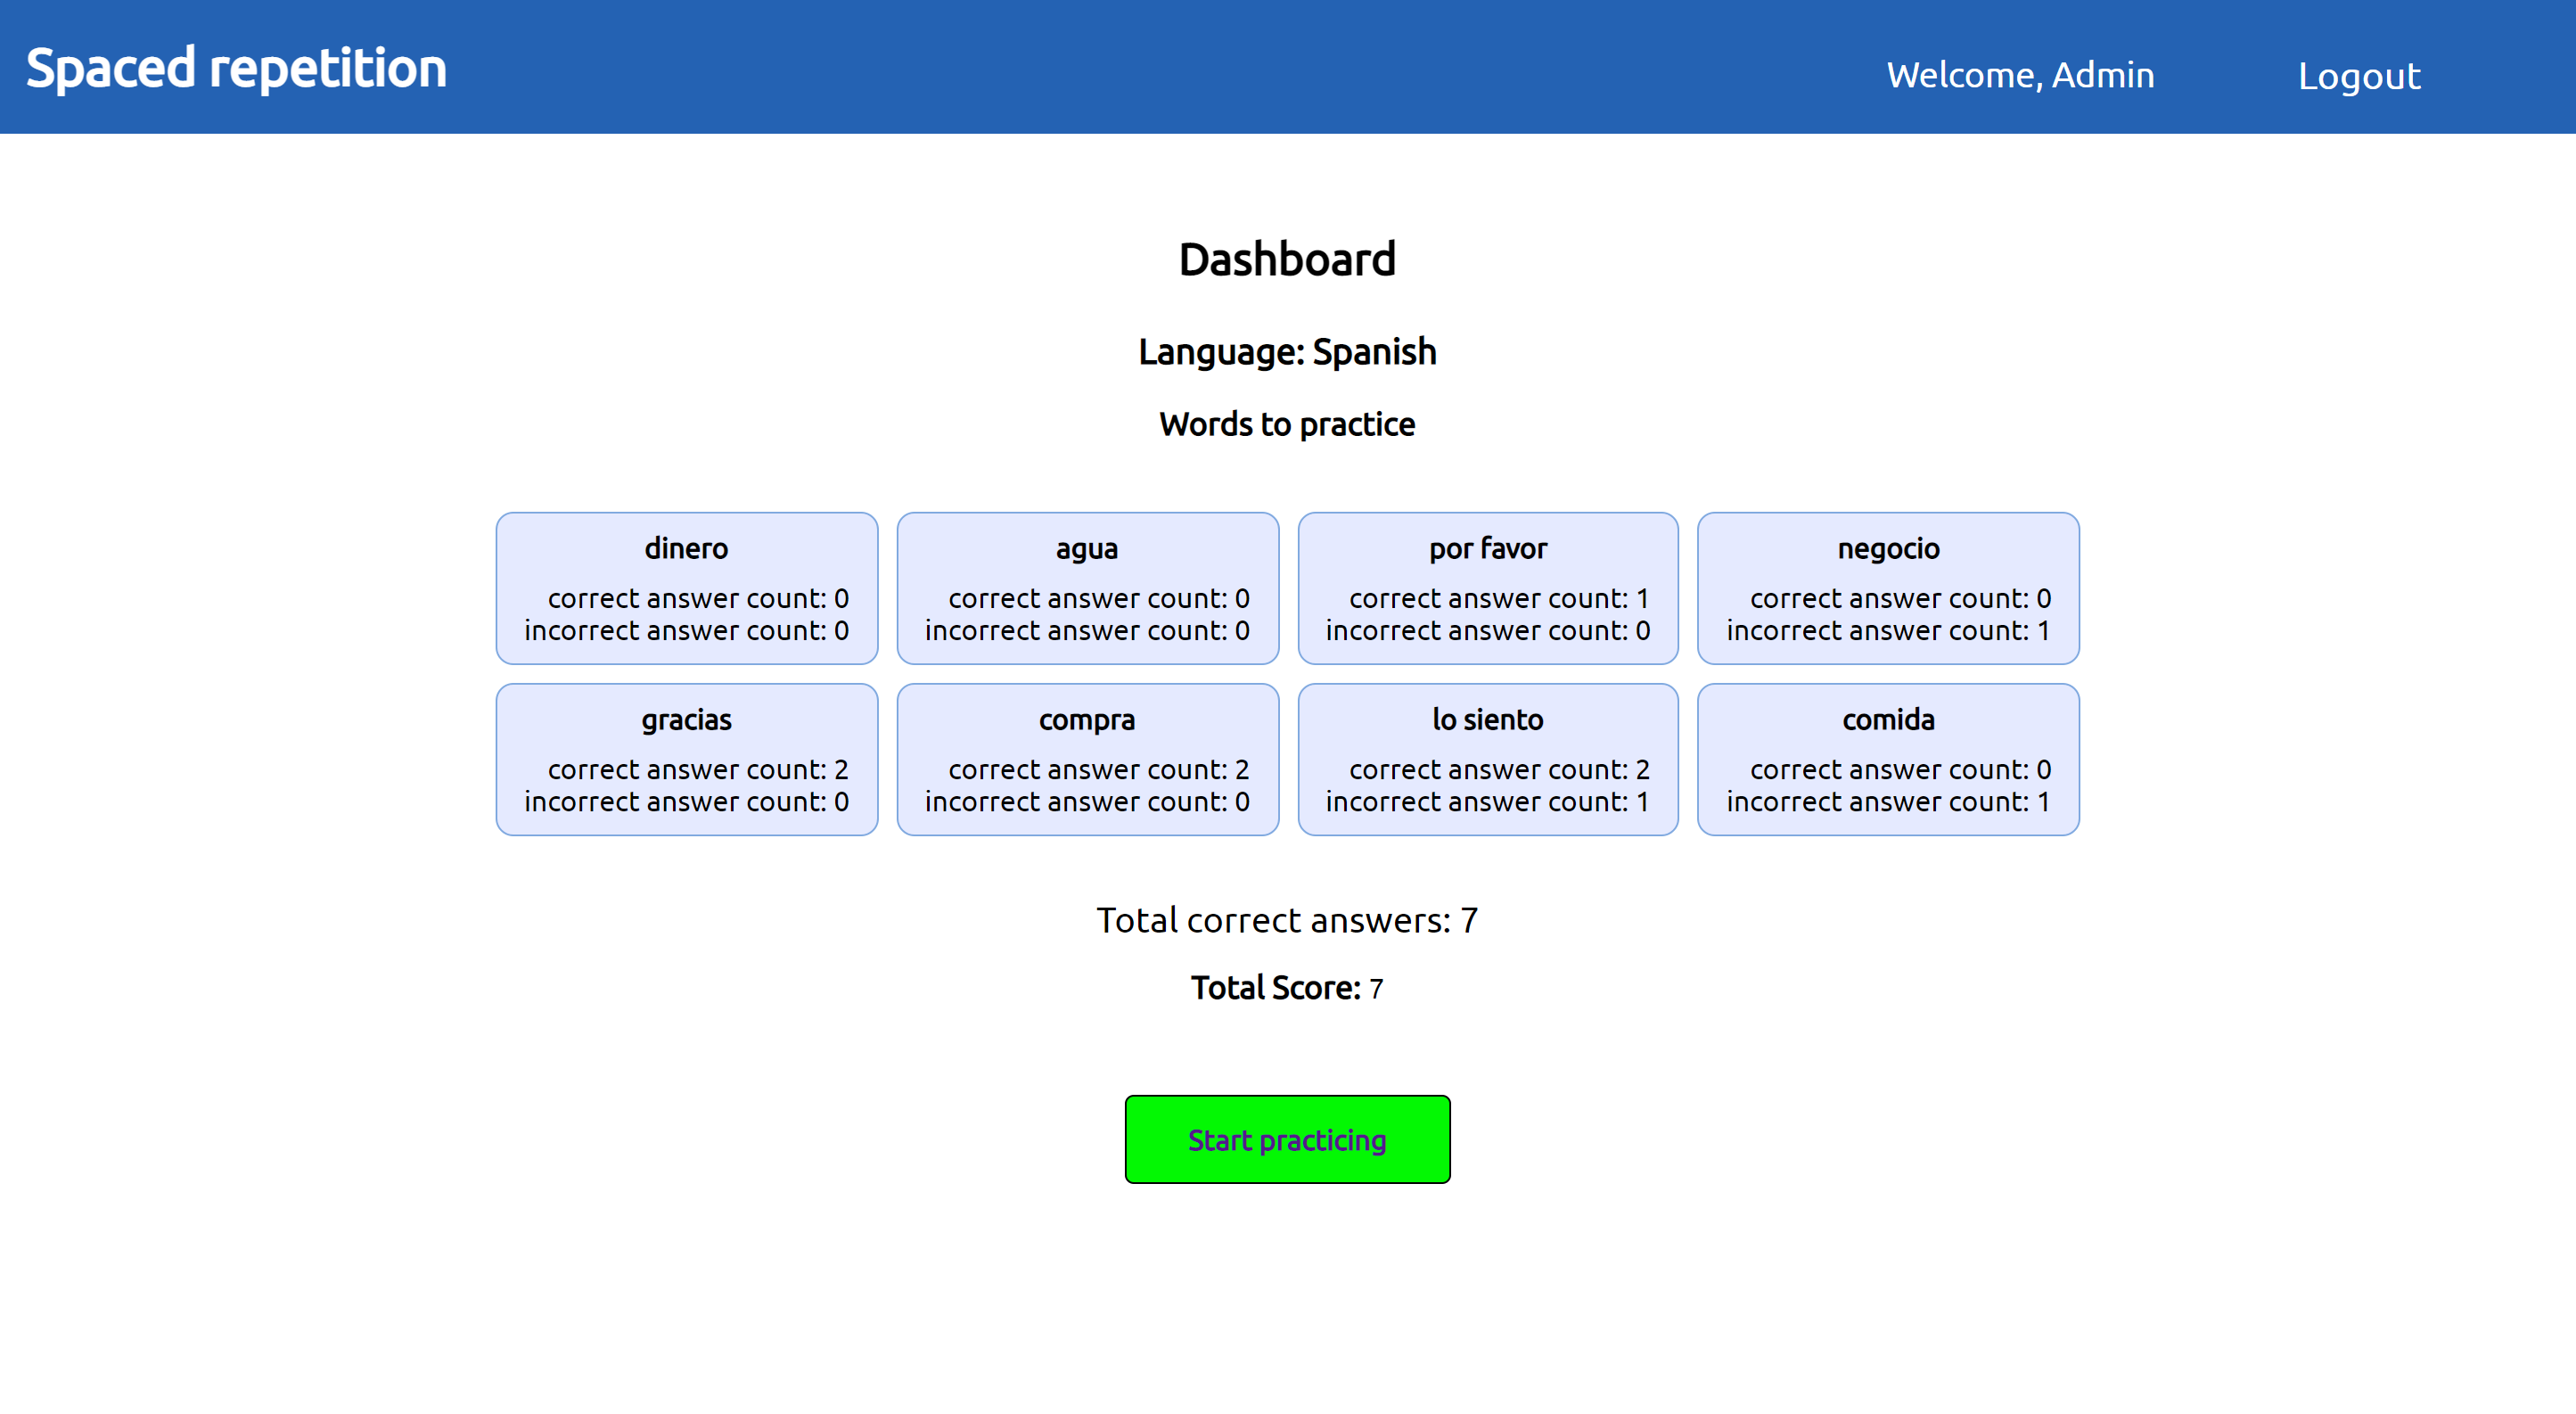 Spaced repetition
Welcome, Admin
Logout
Dashboard
Language: Spanish
Words to practice
dinero
correct answer count: 0
incorrect answer count: 0
agua
correct answer count: 0
incorrect answer count: 0
por favor
correct answer count: 1
incorrect answer count: 0
negocio
correct answer count: 0
incorrect answer count: 1
gracias
correct answer count: 2
incorrect answer count: 0
compra
correct answer count: 2
incorrect answer count: 0
lo siento
correct answer count: 2
incorrect answer count: 1
comida
correct answer count: 0
incorrect answer count: 1
Total correct answers: 7
Total Score: 7
Start practicing